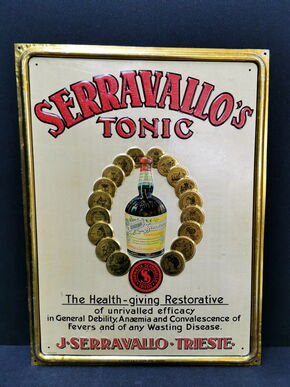 SERRAVALLO'S
TONIC
The Health-giving Restorative
of unrivalled efficacy
in General Debility, Anæmia and Convalescence of
Fevers and of any Wasting Disease.
J·SERRAVALLO·TRIESTE·